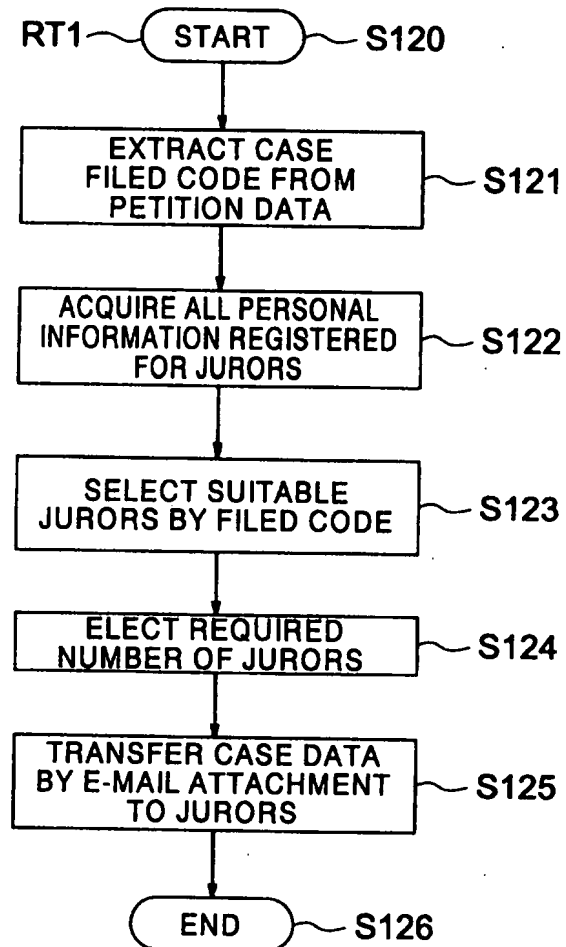 RT1 START S120
EXTRACT CASE
FILED CODE FROM
PETITION DATA
S121
ACQUIRE ALL PERSONAL
INFORMATION REGISTERED
FOR JURORS
S122
SELECT SUITABLE
JURORS BY FILED CODE
S123
ELECT REQUIRED
NUMBER OF JURORS
S124
TRANSFER CASE DATA
BY E-MAIL ATTACHMENT
TO JURORS
S125
END S126